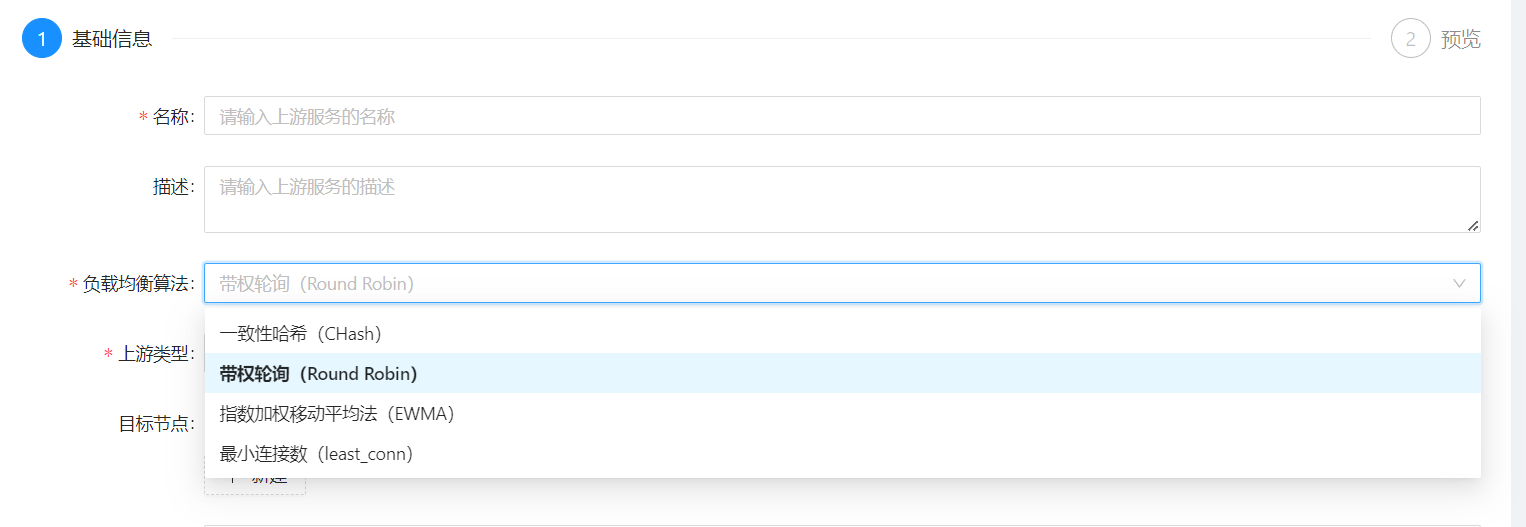 1 基础信息 2 预览
* 名称: 请输入上游服务的名称
描述: 请输入上游服务的描述
* 负载均衡算法: 带权轮询（Round Robin）
一致性哈希（CHash）
* 上游类型:
带权轮询（Round Robin）
指数加权移动平均法（EWMA）
目标节点:
最小连接数（least_conn）